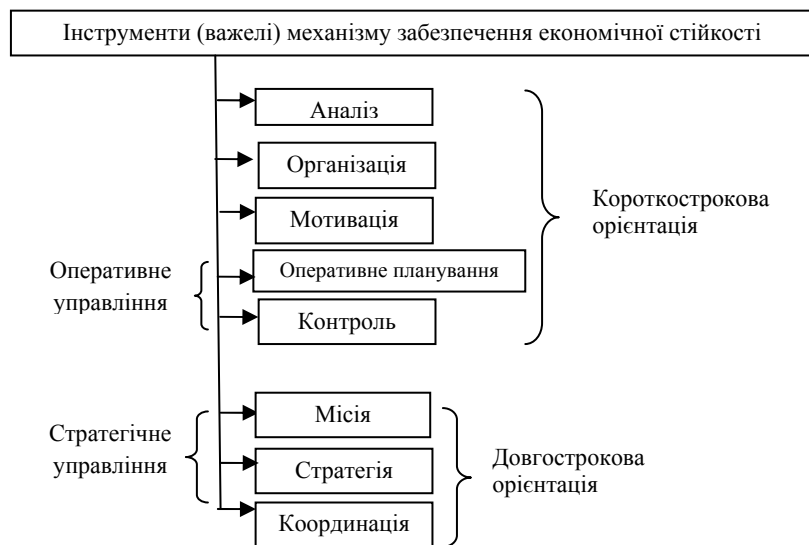 Інструменти (важелі) механізму забезпечення економічної стійкості
Аналіз
Організація
Мотивація
Оперативне планування
Контроль
Короткострокова
орієнтація
Оперативне
управління
Місія
Стратегія
Координація
Стратегічне
управління
Довгострокова
орієнтація